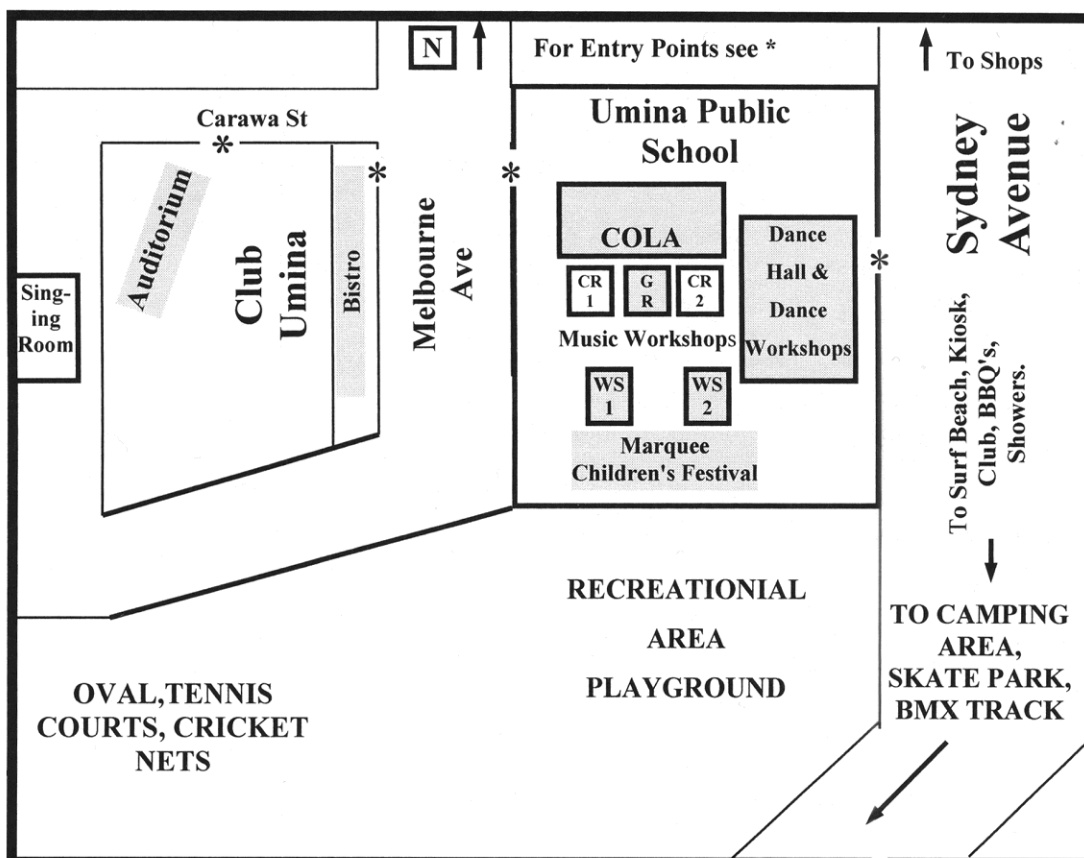 N
For Entry Points see *
To Shops
Carawa St
*
*
*
*
Auditorium
Club
Umina
Bistro
Sing-
ing
Room
Melbourne
Ave
Umina Public
School
COLA
CR
1
G
R
CR
2
Music Workshops
Dance
Hall &
Dance
Workshops
WS
1
WS
2
Marquee
Children's Festival
Sydney
Avenue
To Surf Beach, Kiosk,
Club, BBQ's,
Showers.
RECREATIONIAL
AREA
PLAYGROUND
OVAL,TENNIS
COURTS, CRICKET
NETS
TO CAMPING
AREA,
SKATE PARK,
BMX TRACK